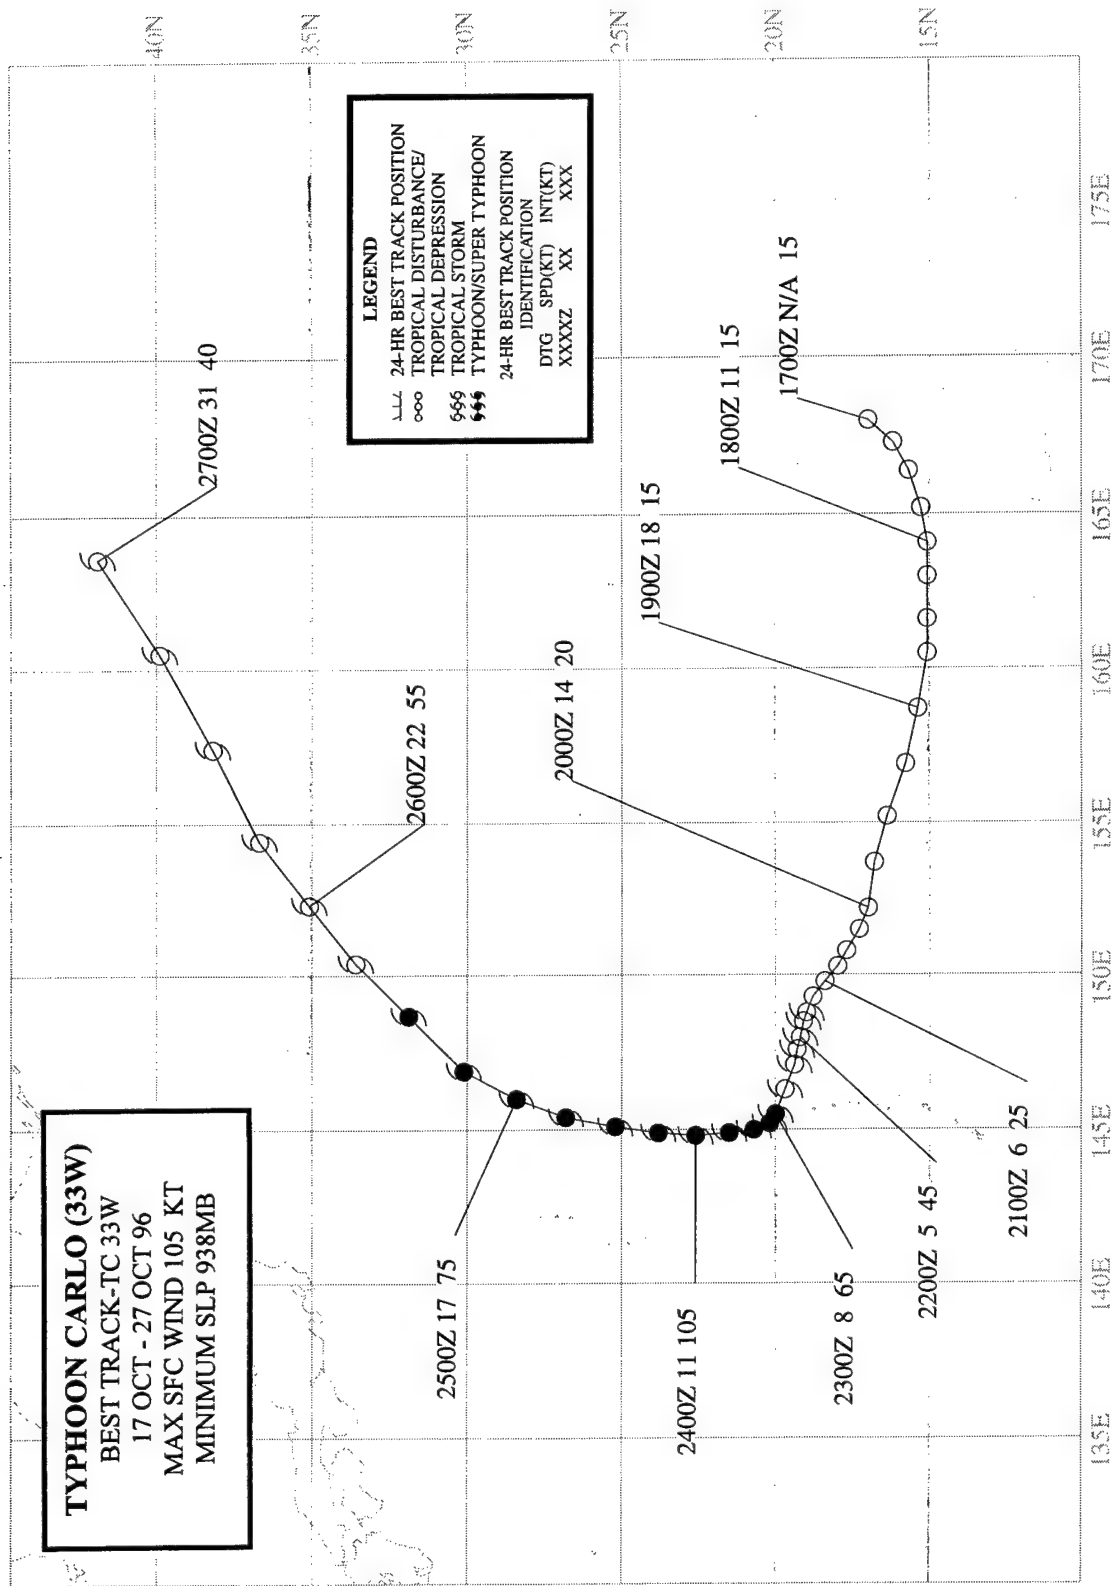 TYPHOON CARLO (33W)
BEST TRACK-TC 33W
17 OCT - 27 OCT 96
MAX SFC WIND 105 KT
MINIMUM SLP 938MB
LEGEND
24-HR BEST TRACK POSITION
TROPICAL DISTURBANCE/
TROPICAL DEPRESSION
TROPICAL STORM
TYPHOON/SUPER TYPHOON
24-HR BEST TRACK POSITION
IDENTIFICATION
DTG SPD(KT) INT(KT)
XXXXZ XX XXX
2700Z 31 40
2600Z 22 55
2500Z 17 75
2400Z 11 105
2300Z 8 65
2200Z 5 45
2100Z 6 25
2000Z 14 20
1900Z 18 15
1800Z 11 15
1700Z N/A 15
40N
35N
30N
25N
20N
15N
135E
140E
145E
150E
155E
160E
165E
170E
175E